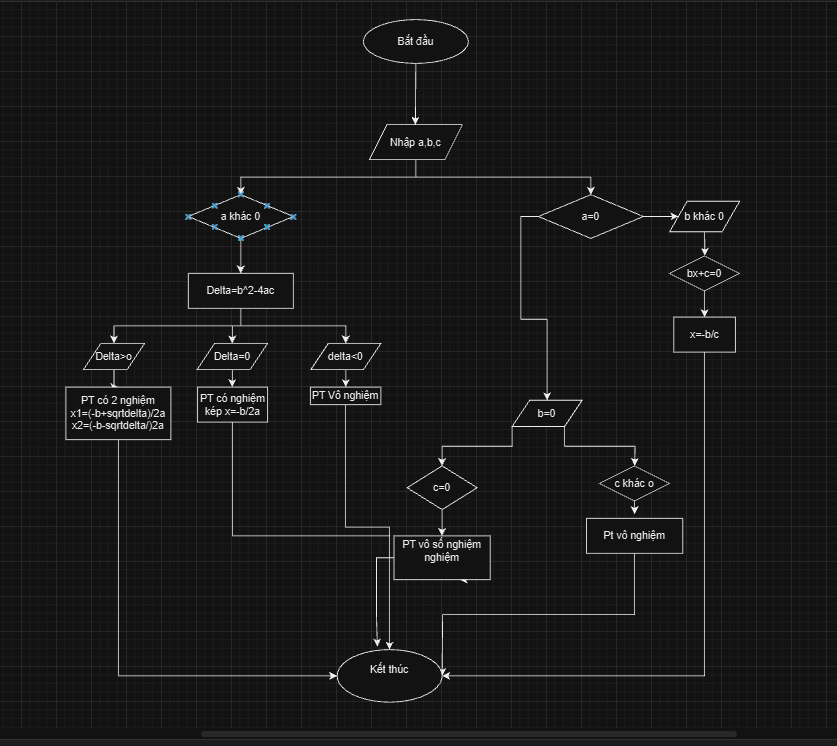 Bắt đầu
Nhập a,b,c
a khác 0
a=0
b khác 0
bx+c=0
x=-b/c
Delta=b^2-4ac
Delta>o
Delta=0
delta<0
PT có 2 nghiệm
x1=(-b+sqrtdelta)/2a
x2=(-b-sqrtdelta/)2a
PT có nghiệm
kép x=-b/2a
PT Vô nghiệm
b=0
c=0
c khác o
PT vô số nghiệm
nghiệm
Pt vô nghiệm
Kết thúc